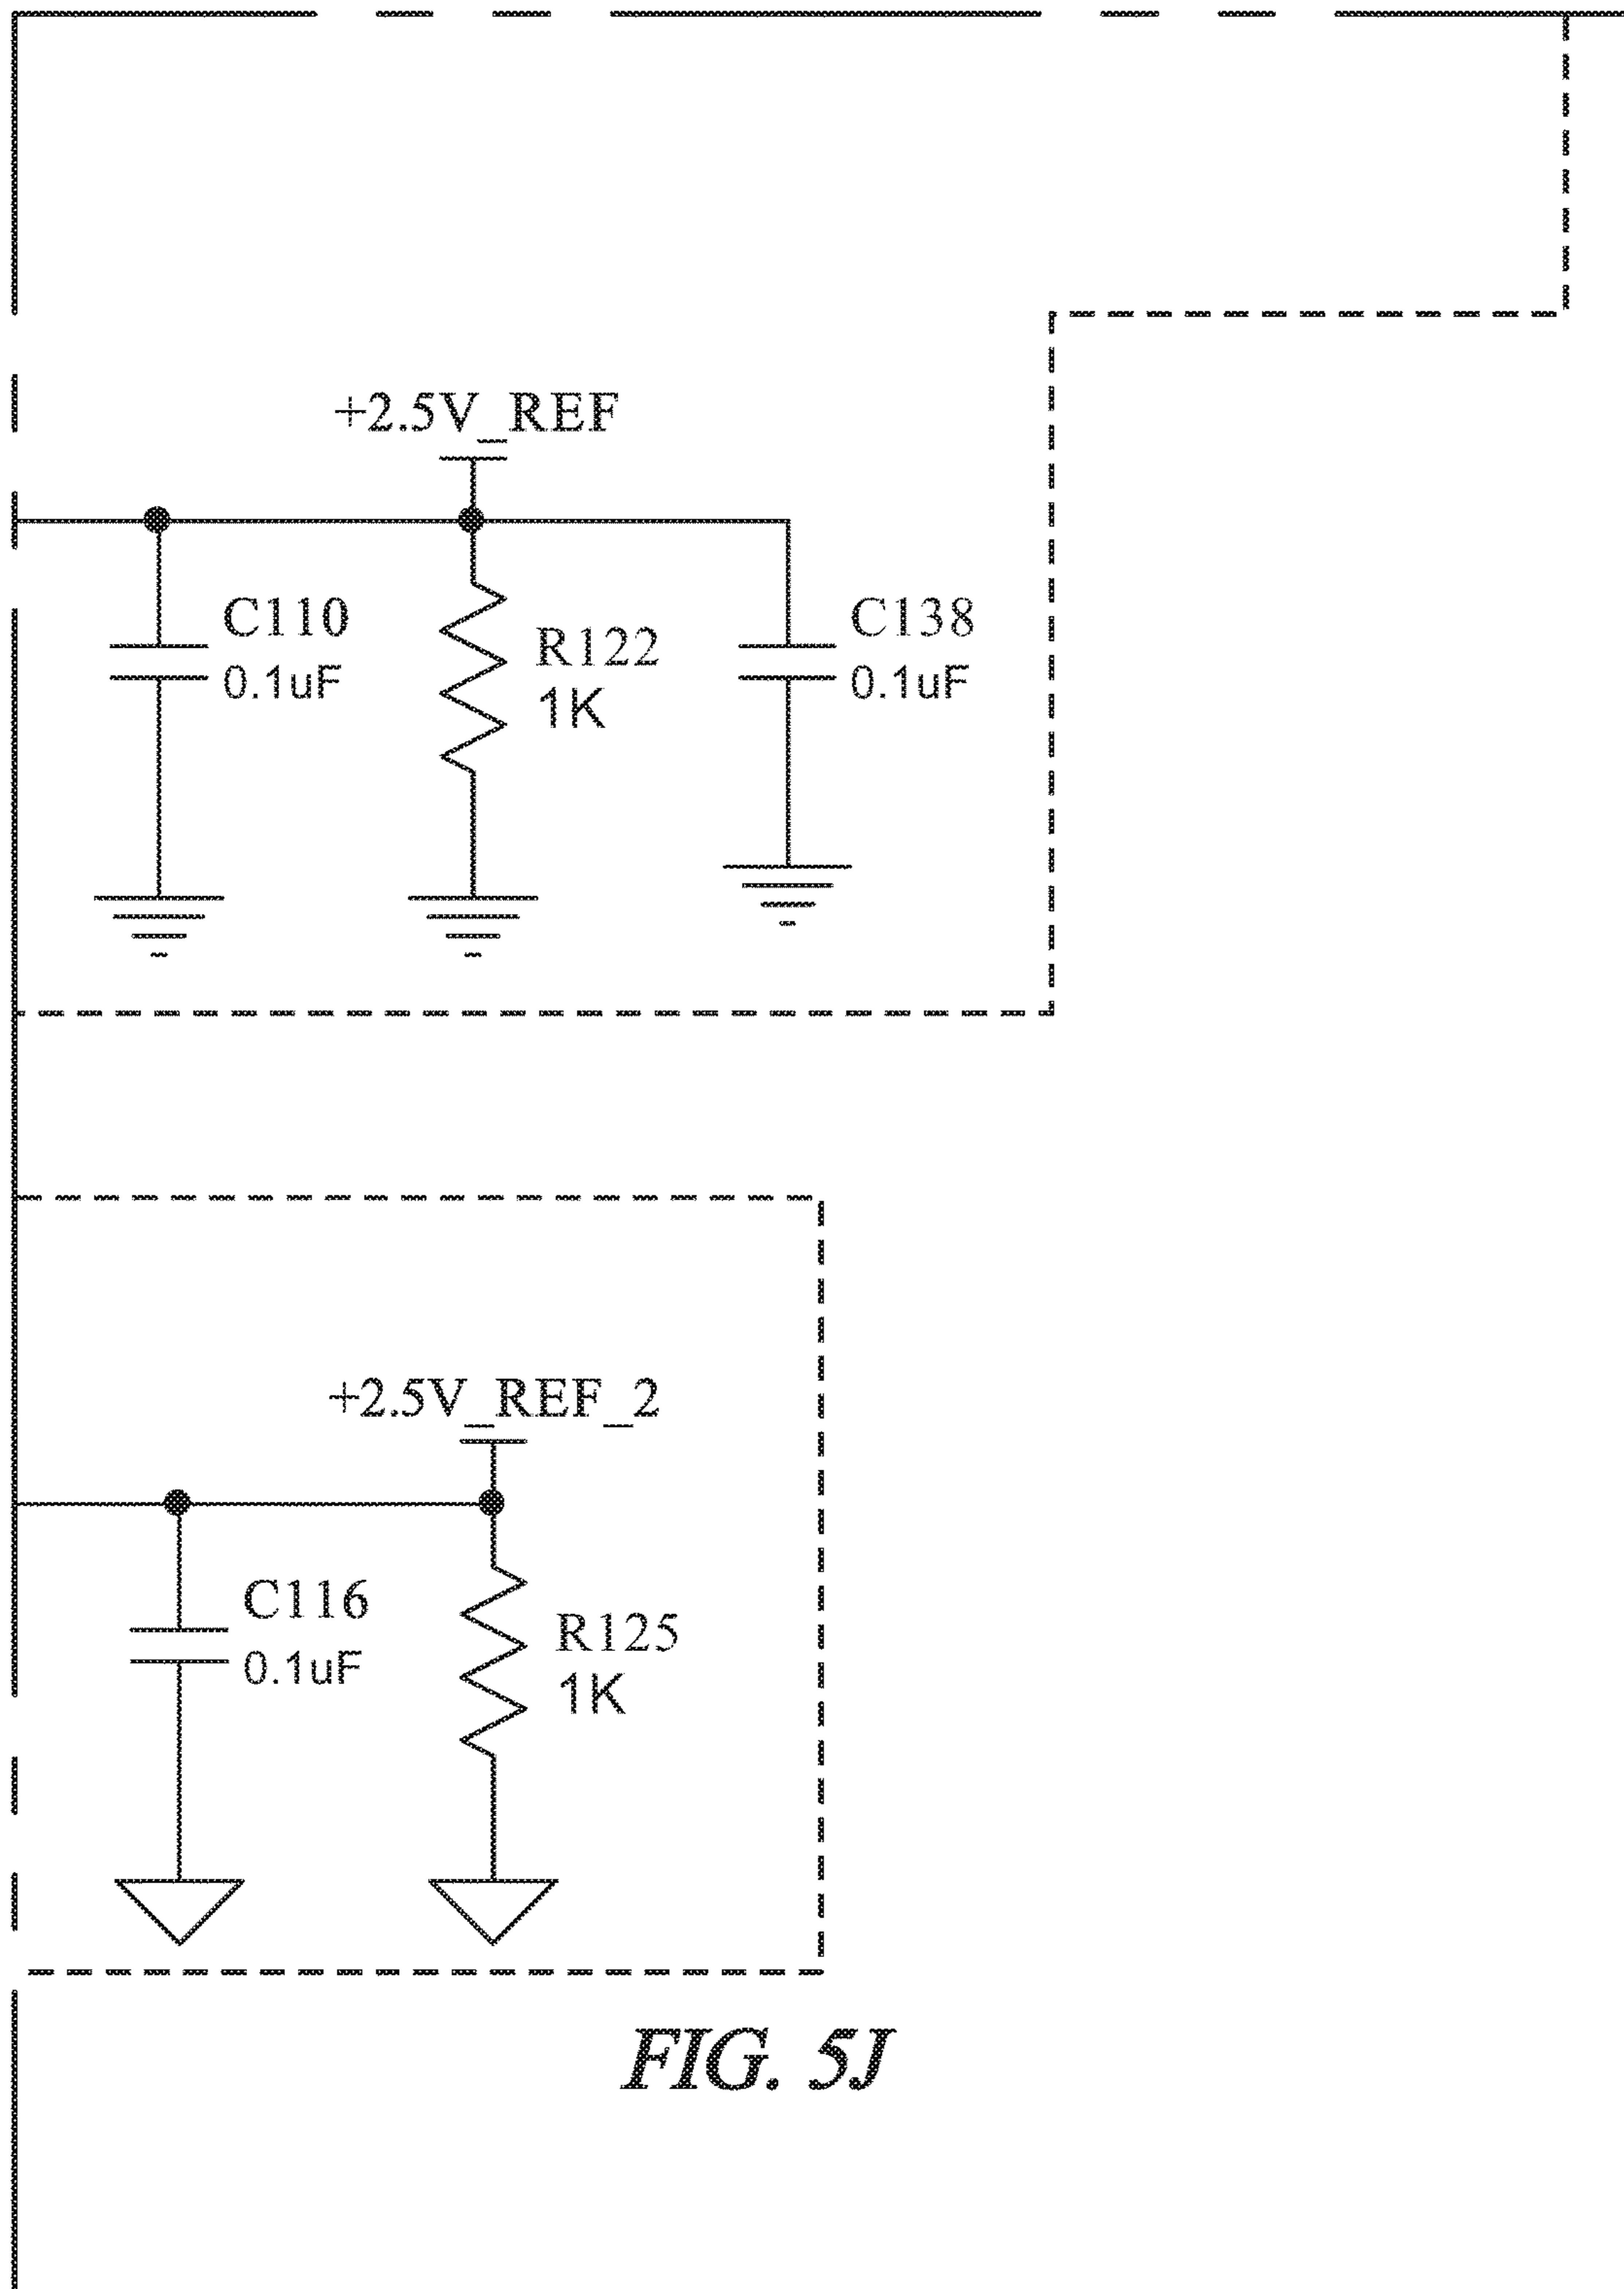 +2.5V_REF
C110
0.1uF
R122
1K
C138
0.1uF
+2.5V_REF_2
C116
0.1uF
R125
1K
FIG. 5J